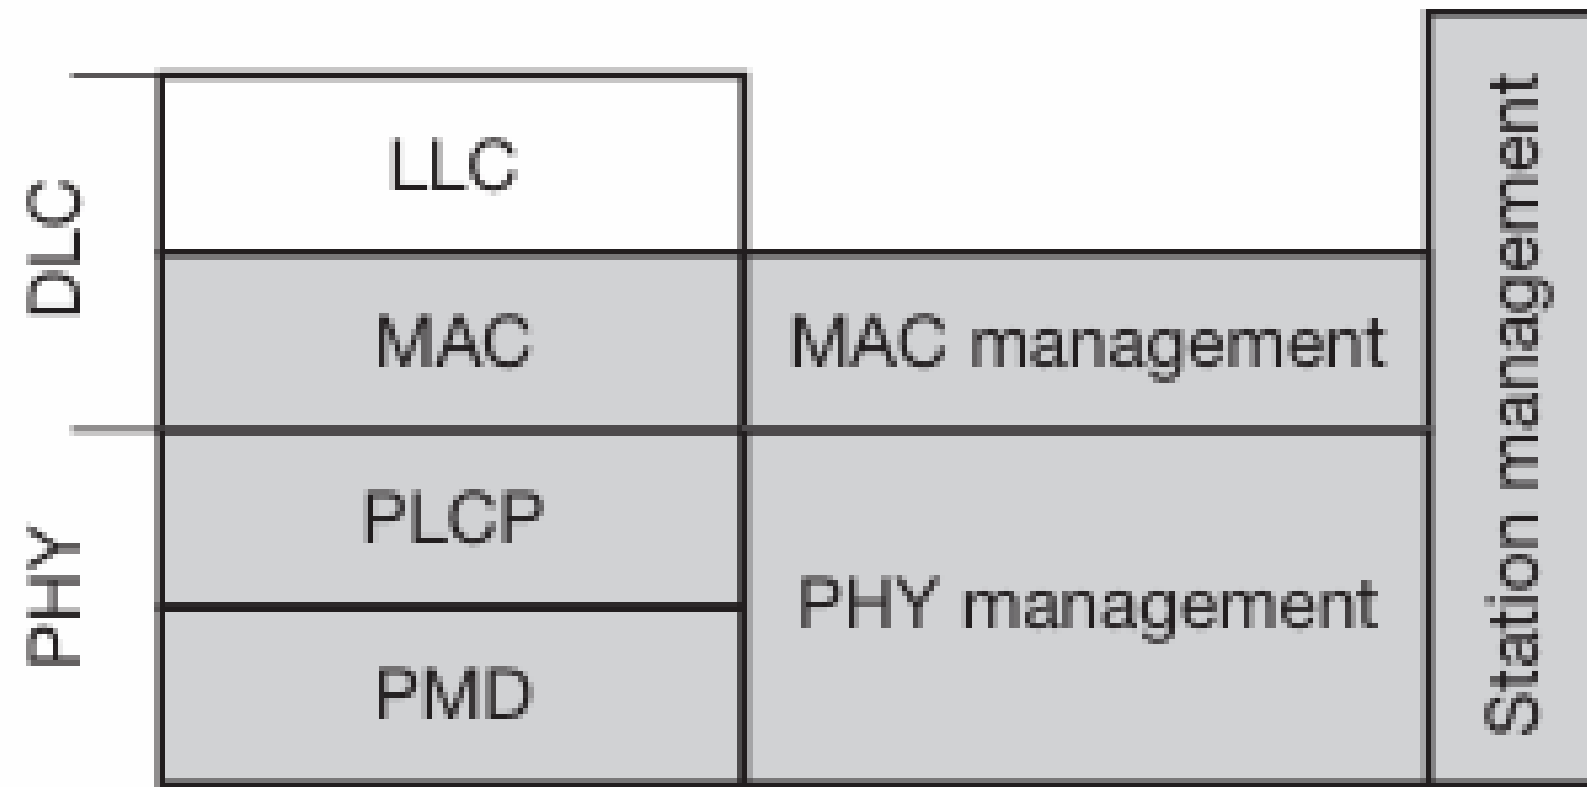 DLC
LLC
MAC
MAC management
PHY
PLCP
PMD
PHY management
Station management